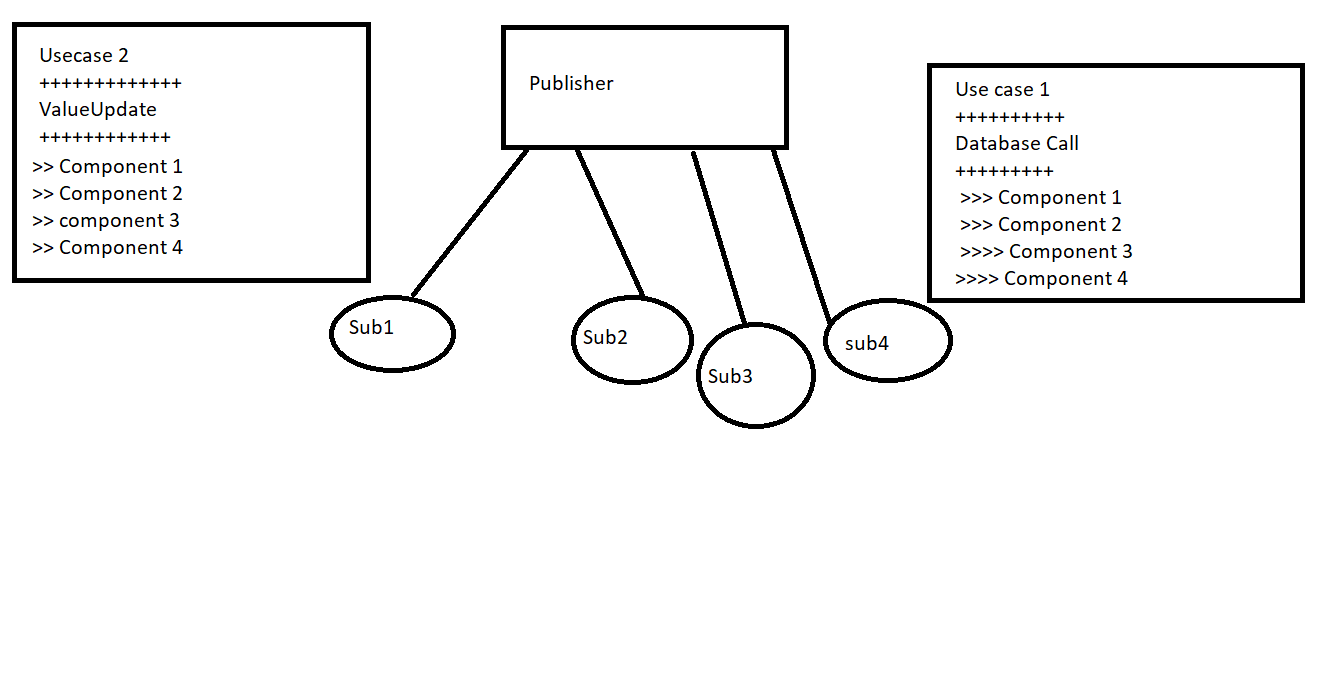 Usecase 2
+++++++++++++
ValueUpdate
++++++++++++
>> Component 1
>> Component 2
>> component 3
>> Component 4
Publisher
Use case 1
++++++++++
Database Call
+++++++++
>>> Component 1
>>> Component 2
>>>> Component 3
>>>> Component 4
Sub1
Sub2
Sub3
sub4